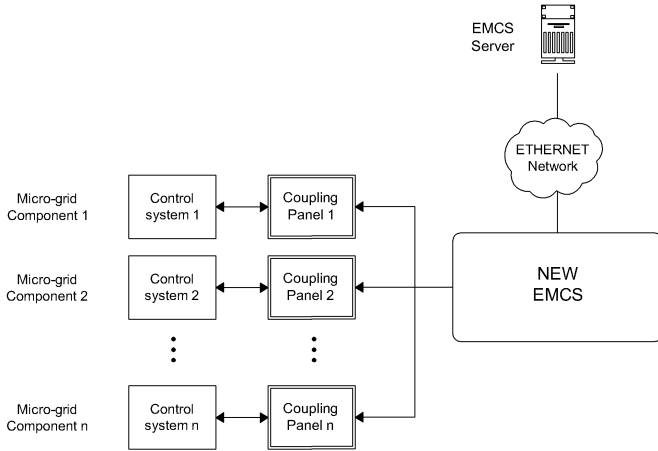 EMCS
Server
ETHERNET
Network
Micro-grid
Component 1
Control
system 1
Coupling
Panel 1
Micro-grid
Component 2
Control
system 2
Coupling
Panel 2
NEW
EMCS
Micro-grid
Component n
Control
system n
Coupling
Panel n